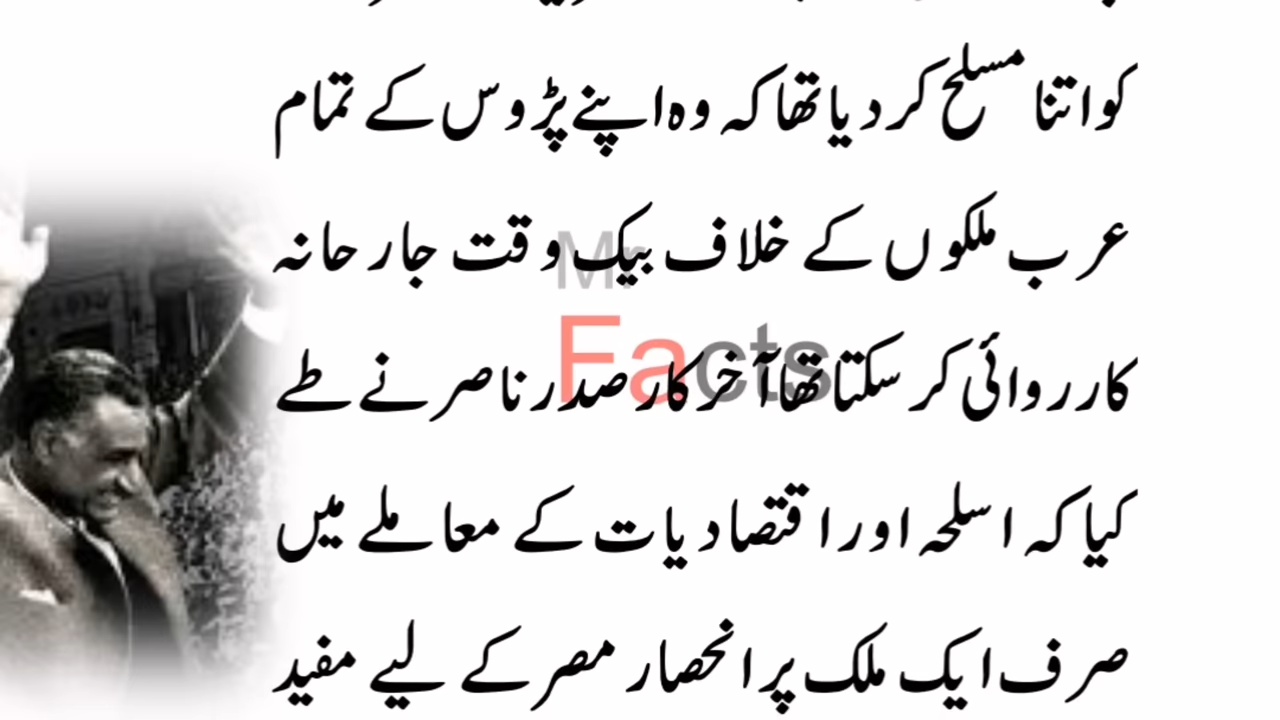 کو اتنا مسلح کر دیا تھا کہ وہ اپنے پڑوس کے تمام
عرب ملکوں کے خلاف بیک وقت جارحانہ
کارروائی کر سکتا تھا آخر کار صدر ناصر نے طے
کیا کہ اسلحہ اور اقتصادیات کے معاملے میں
صرف ایک ملک پر انحصار مصر کے لیے مفید
Mr
Facts